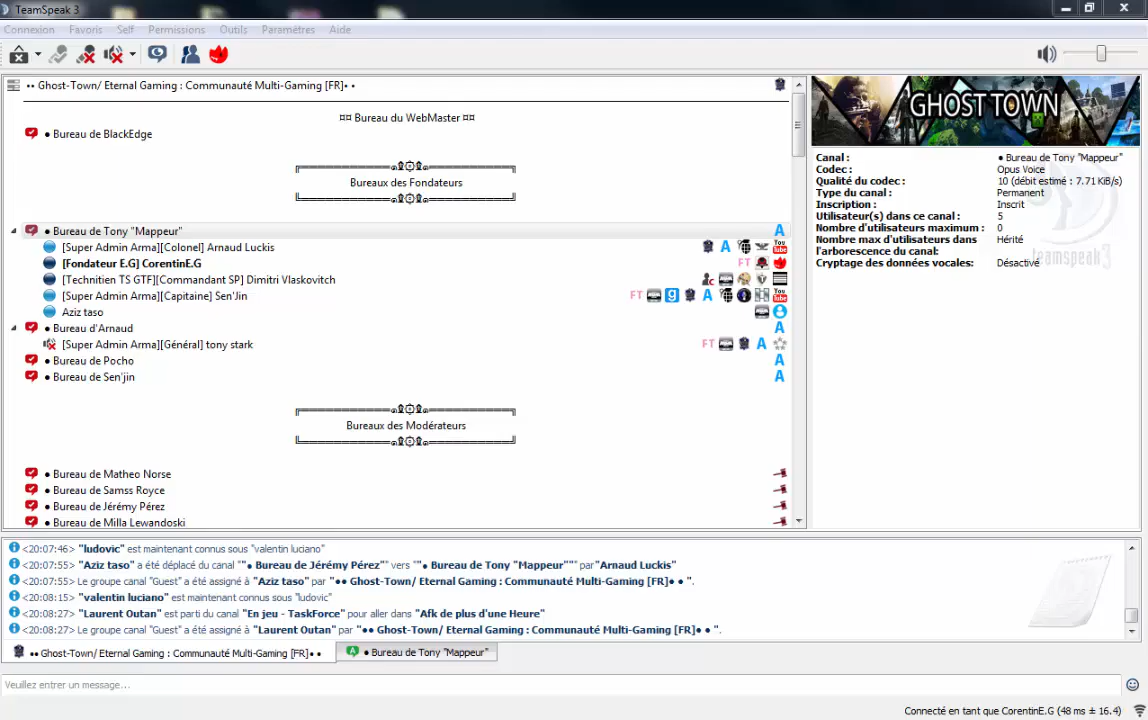 TeamSpeak 3
Connexion Favoris Self Permissions Outils Paramètres Aide
•• Ghost-Town/ Eternal Gaming : Communauté Multi-Gaming [FR]• •
¤¤ Bureau du WebMaster ¤¤
● Bureau de BlackEdge
Bureaux des Fondateurs
● Bureau de Tony "Mappeur"
[Super Admin Arma][Colonel] Arnaud Luckis
[Fondateur E.G] CorentinE.G
[Technitien TS GTF][Commandant SP] Dimitri Vlaskovitch
[Super Admin Arma][Capitaine] Sen'Jin
Aziz taso
● Bureau d'Arnaud
[Super Admin Arma][Général] tony stark
● Bureau de Pocho
● Bureau de Sen'jin
Bureaux des Modérateurs
● Bureau de Matheo Norse
● Bureau de Samss Royce
● Bureau de Jérémy Pérez
● Bureau de Milla Lewandoski
GHOST TOWN
Canal : ● Bureau de Tony "Mappeur"
Codec : Opus Voice
Qualité du codec : 10 (débit estimé : 7.71 KiB/s)
Type du canal : Permanent
Inscription : Inscrit
Utilisateur(s) dans ce canal : 5
Nombre d'utilisateurs maximum : 0
Nombre max d'utilisateurs dans l'arborescence du canal: Hérité
Cryptage des données vocales: Désactivé
teamspeak3
<20:07:46> "ludovic" est maintenant connus sous "valentin luciano"
<20:07:55> "Aziz taso" a été déplacé du canal "● Bureau de Jérémy Pérez" vers "● Bureau de Tony "Mappeur"" par "Arnaud Luckis"
<20:07:55> Le groupe canal "Guest" a été assigné à "Aziz taso" par "●● Ghost-Town/ Eternal Gaming : Communauté Multi-Gaming [FR]● ● ".
<20:08:15> "valentin luciano" est maintenant connus sous "ludovic"
<20:08:27> "Laurent Outan" est parti du canal "En jeu - TaskForce" pour aller dans "Afk de plus d'une Heure"
<20:08:27> Le groupe canal "Guest" a été assigné à "Laurent Outan" par "●● Ghost-Town/ Eternal Gaming : Communauté Multi-Gaming [FR]● ● ".
•• Ghost-Town/ Eternal Gaming : Communauté Multi-Gaming [FR]• •
● Bureau de Tony "Mappeur"
Veuillez entrer un message...
Connecté en tant que CorentinE.G (48 ms ± 16.4)